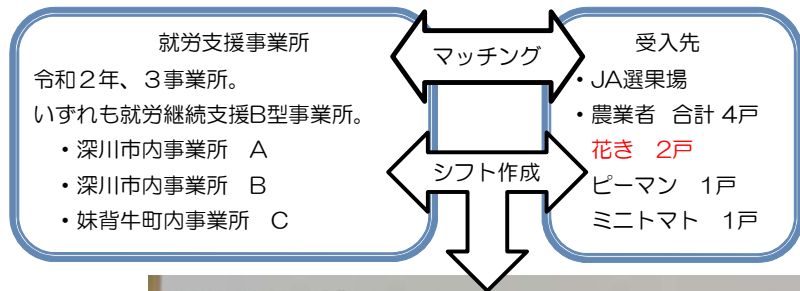 就労支援事業所
令和２年、３事業所。
いずれも就労継続支援B型事業所。
・深川市内事業所　A
・深川市内事業所　B
・妹背牛町内事業所　C
マッチング
シフト作成
受入先
・JA選果場
・農業者 合計 4戸
花き　2戸
ピーマン　1戸
ミニトマト　1戸